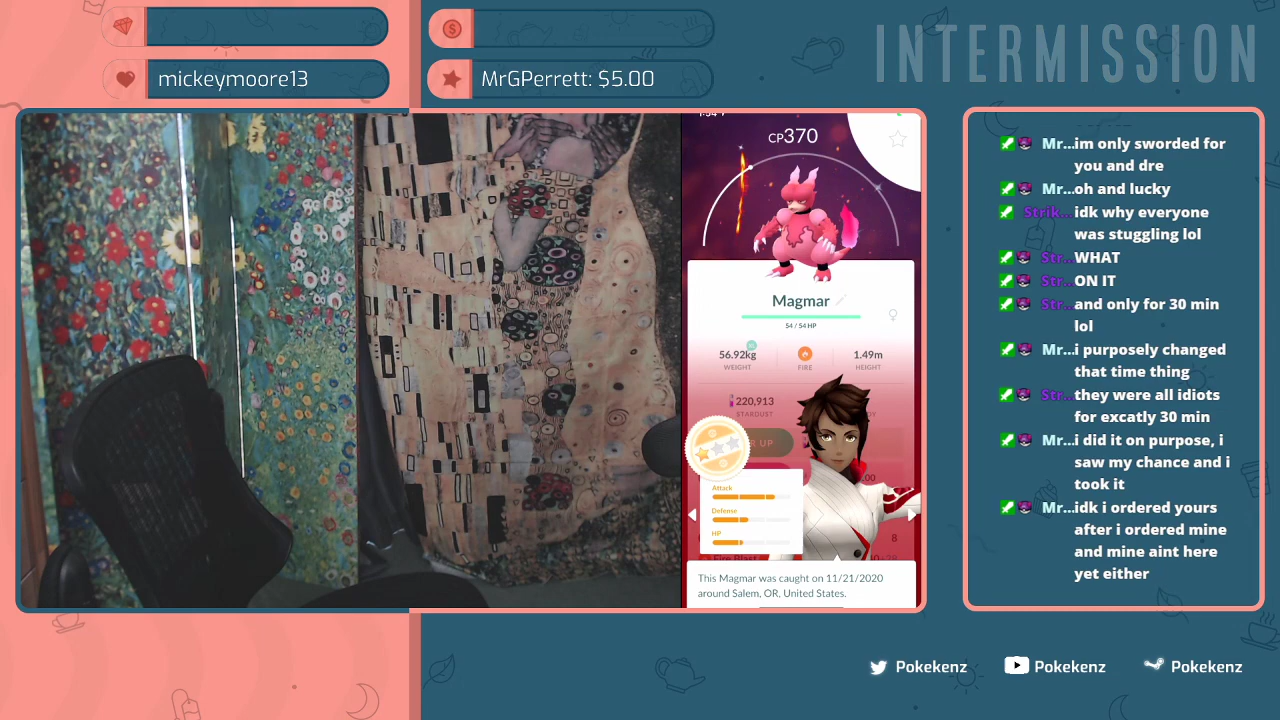 INTERMISSION
mickeymoore13
MrGPerrett: $5.00
CP370
Magmar
54 / 54 HP
56.92kg
WEIGHT
FIRE
1.49m
HEIGHT
220,913
STARDUST
Attack
Defense
HP
8
This Magmar was caught on 11/21/2020
around Salem, OR, United States.
Mr...im only sworded for
you and dre
Mr...oh and lucky
Strik...idk why everyone
was stuggling lol
Str...WHAT
Str...ON IT
Str...and only for 30 min
lol
Mr...i purposely changed
that time thing
Str...they were all idiots
for excatly 30 min
Mr...i did it on purpose, i
saw my chance and i
took it
Mr...idk i ordered yours
after i ordered mine
and mine aint here
yet either
Pokekenz
Pokekenz
Pokekenz